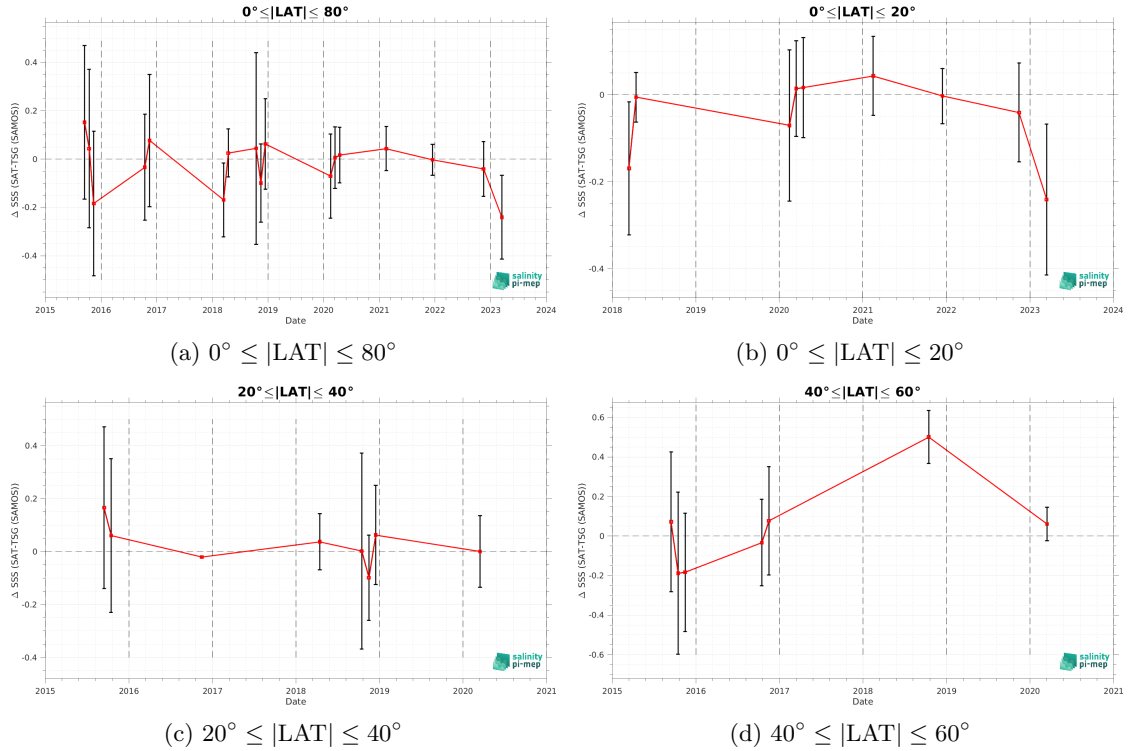 0°≤|LAT|≤ 80°
Δ SSS (SAT-TSG (SAMOS))
0.4
0.2
0
-0.2
-0.4
2015 2016 2017 2018 2019 2020 2021 2022 2023 2024
Date
salinity
pi-mep
(a) 0° ≤ |LAT| ≤ 80°
0°≤|LAT|≤ 20°
Δ SSS (SAT-TSG (SAMOS))
0
-0.2
-0.4
2018 2019 2020 2021 2022 2023 2024
Date
salinity
pi-mep
(b) 0° ≤ |LAT| ≤ 20°
20°≤|LAT|≤ 40°
Δ SSS (SAT-TSG (SAMOS))
0.4
0.2
0
-0.2
-0.4
2015 2016 2017 2018 2019 2020 2021
Date
salinity
pi-mep
(c) 20° ≤ |LAT| ≤ 40°
40°≤|LAT|≤ 60°
Δ SSS (SAT-TSG (SAMOS))
0.6
0.4
0.2
0
-0.2
-0.4
-0.6
2015 2016 2017 2018 2019 2020 2021
Date
salinity
pi-mep
(d) 40° ≤ |LAT| ≤ 60°